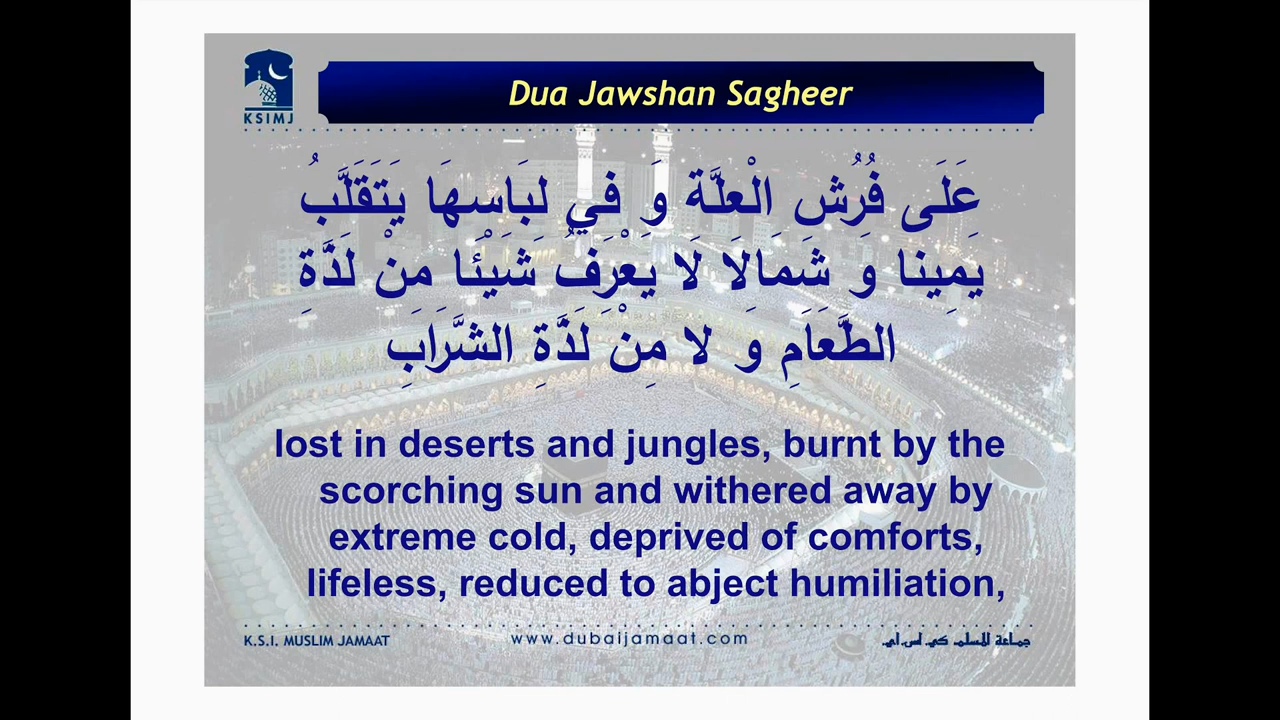 KSIMJ
Dua Jawshan Sagheer
عَلَى فُرُشِ الْعِلَّةِ وَ فِي لِبَاسِهَا يَتَقَلَّبُ
يَمِينا وَ شَمَالَا لَا يَعْرِفُ شَيْئَا مِنْ لَذَّةِ
الطَّعَامِ وَ لا مِنْ لَذَّةِ الشَّرَابِ
lost in deserts and jungles, burnt by the
scorching sun and withered away by
extreme cold, deprived of comforts,
lifeless, reduced to abject humiliation,
K.S.I. MUSLIM JAMAAT
www.dubaijamaat.com